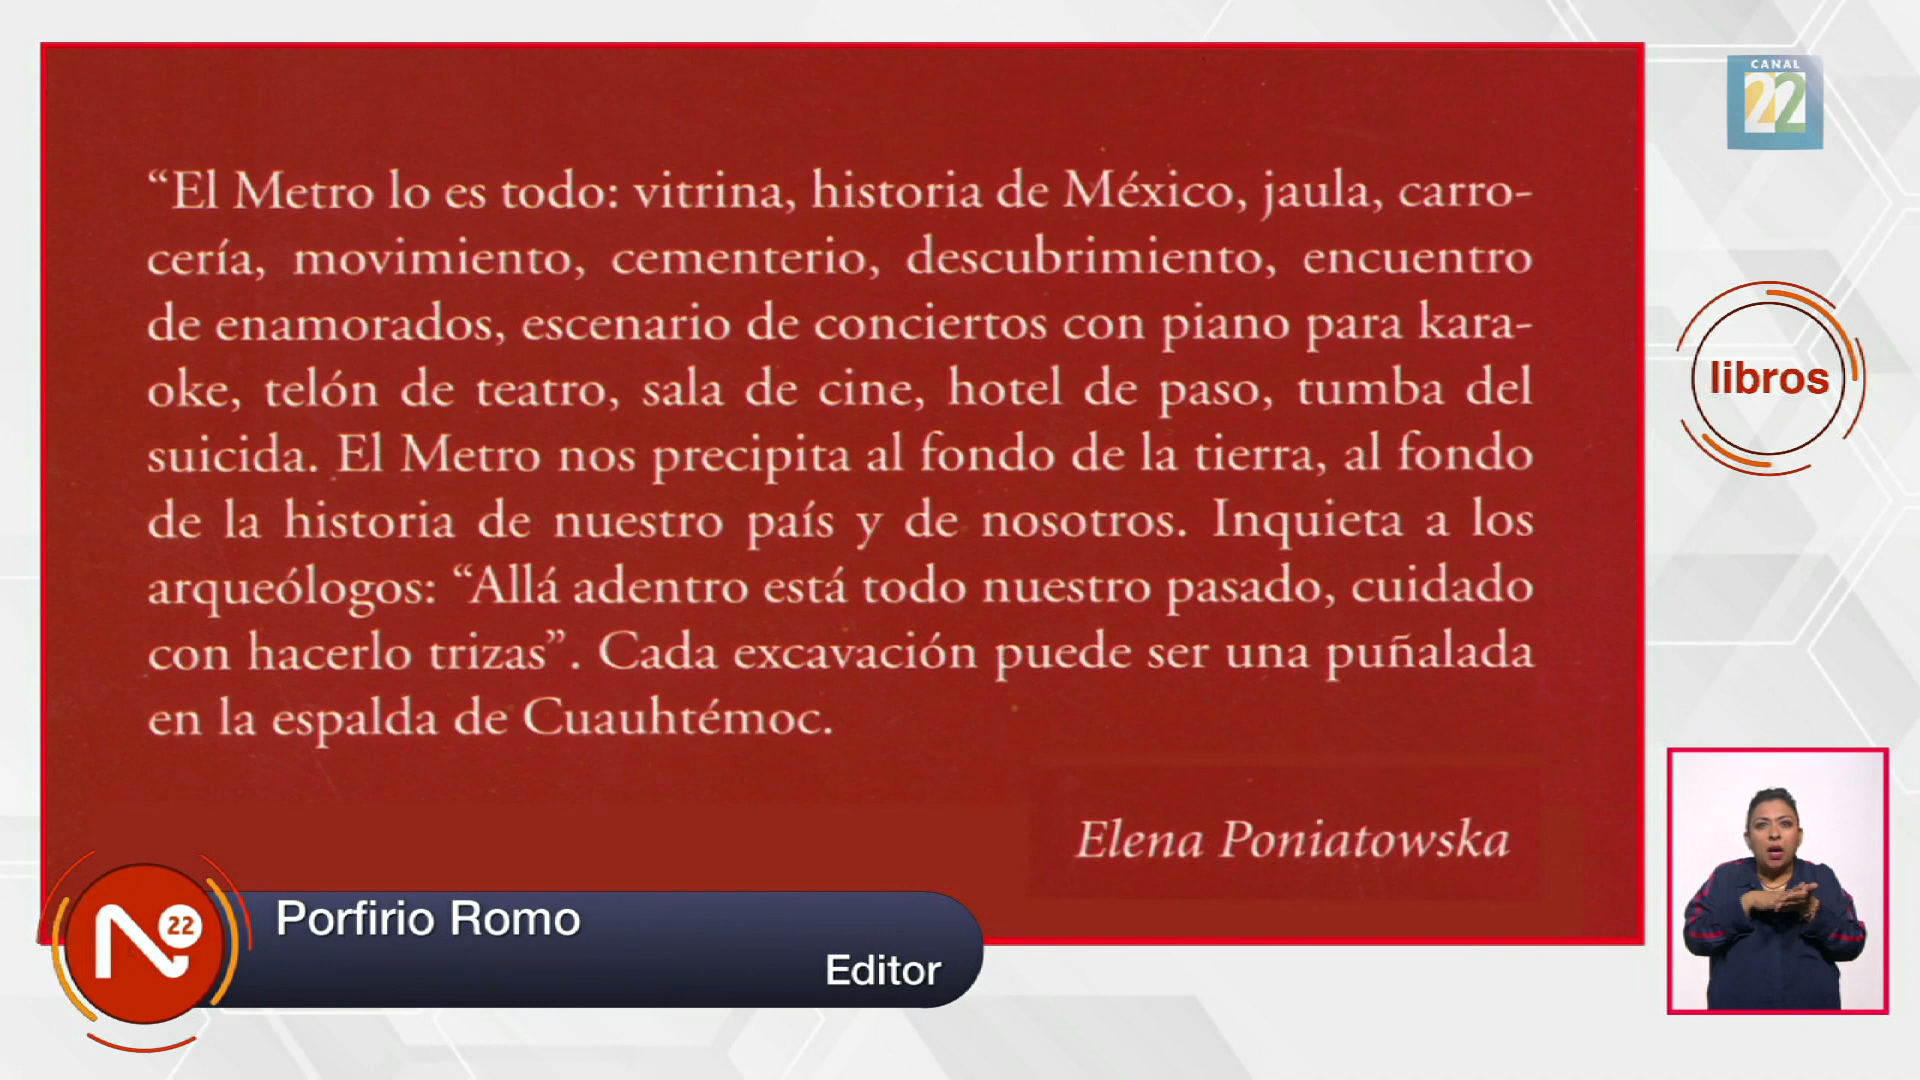 CANAL
22
“El Metro lo es todo: vitrina, historia de México, jaula, carro-
cería, movimiento, cementerio, descubrimiento, encuentro
de enamorados, escenario de conciertos con piano para kara-
oke, telón de teatro, sala de cine, hotel de paso, tumba del
suicida. El Metro nos precipita al fondo de la tierra, al fondo
de la historia de nuestro país y de nosotros. Inquieta a los
arqueólogos: “Allá adentro está todo nuestro pasado, cuidado
con hacerlo trizas”. Cada excavación puede ser una puñalada
en la espalda de Cuauhtémoc.
Elena Poniatowska
libros
N22
Porfirio Romo
Editor